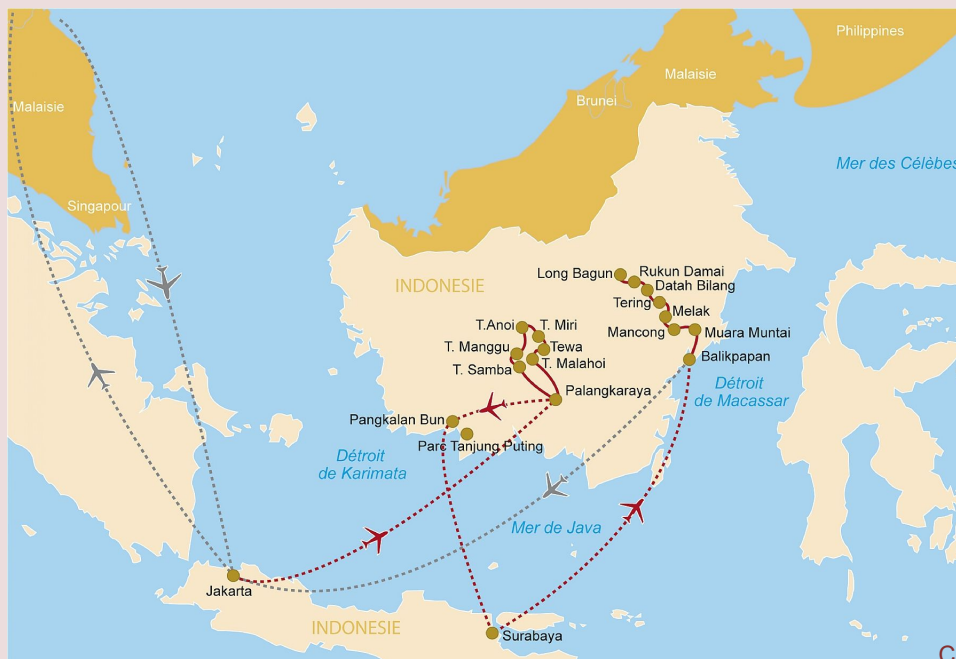 Philippines
Malaisie
Brunei
Malaisie
Mer des Célèbes
Singapour
INDONESIE
Long Bagun
Rukun Damai
Datah Bilang
Tering
Melak
Mancong
Muara Muntai
T.Anoi
T. Miri
T. Manggu
Tewa
T. Malahoi
T. Samba
Balikpapan
Détroit
de Macassar
Palangkaraya
Pangkalan Bun
Parc Tanjung Puting
Détroit
de Karimata
Mer de Java
Jakarta
INDONESIE
Surabaya
C